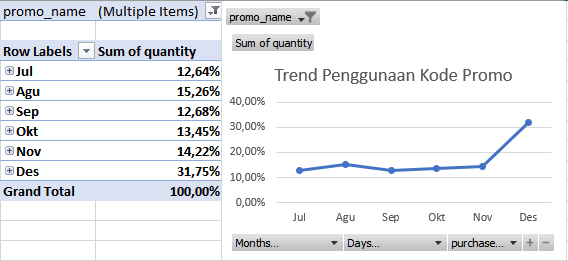 promo_name (Multiple Items)
Row Labels Sum of quantity
Jul 12,64%
Agu 15,26%
Sep 12,68%
Okt 13,45%
Nov 14,22%
Des 31,75%
Grand Total 100,00%
promo_name
Sum of quantity
Trend Penggunaan Kode Promo
40,00%
30,00%
20,00%
10,00%
0,00%
Jul Agu Sep Okt Nov Des
Months... Days... purchase... + -